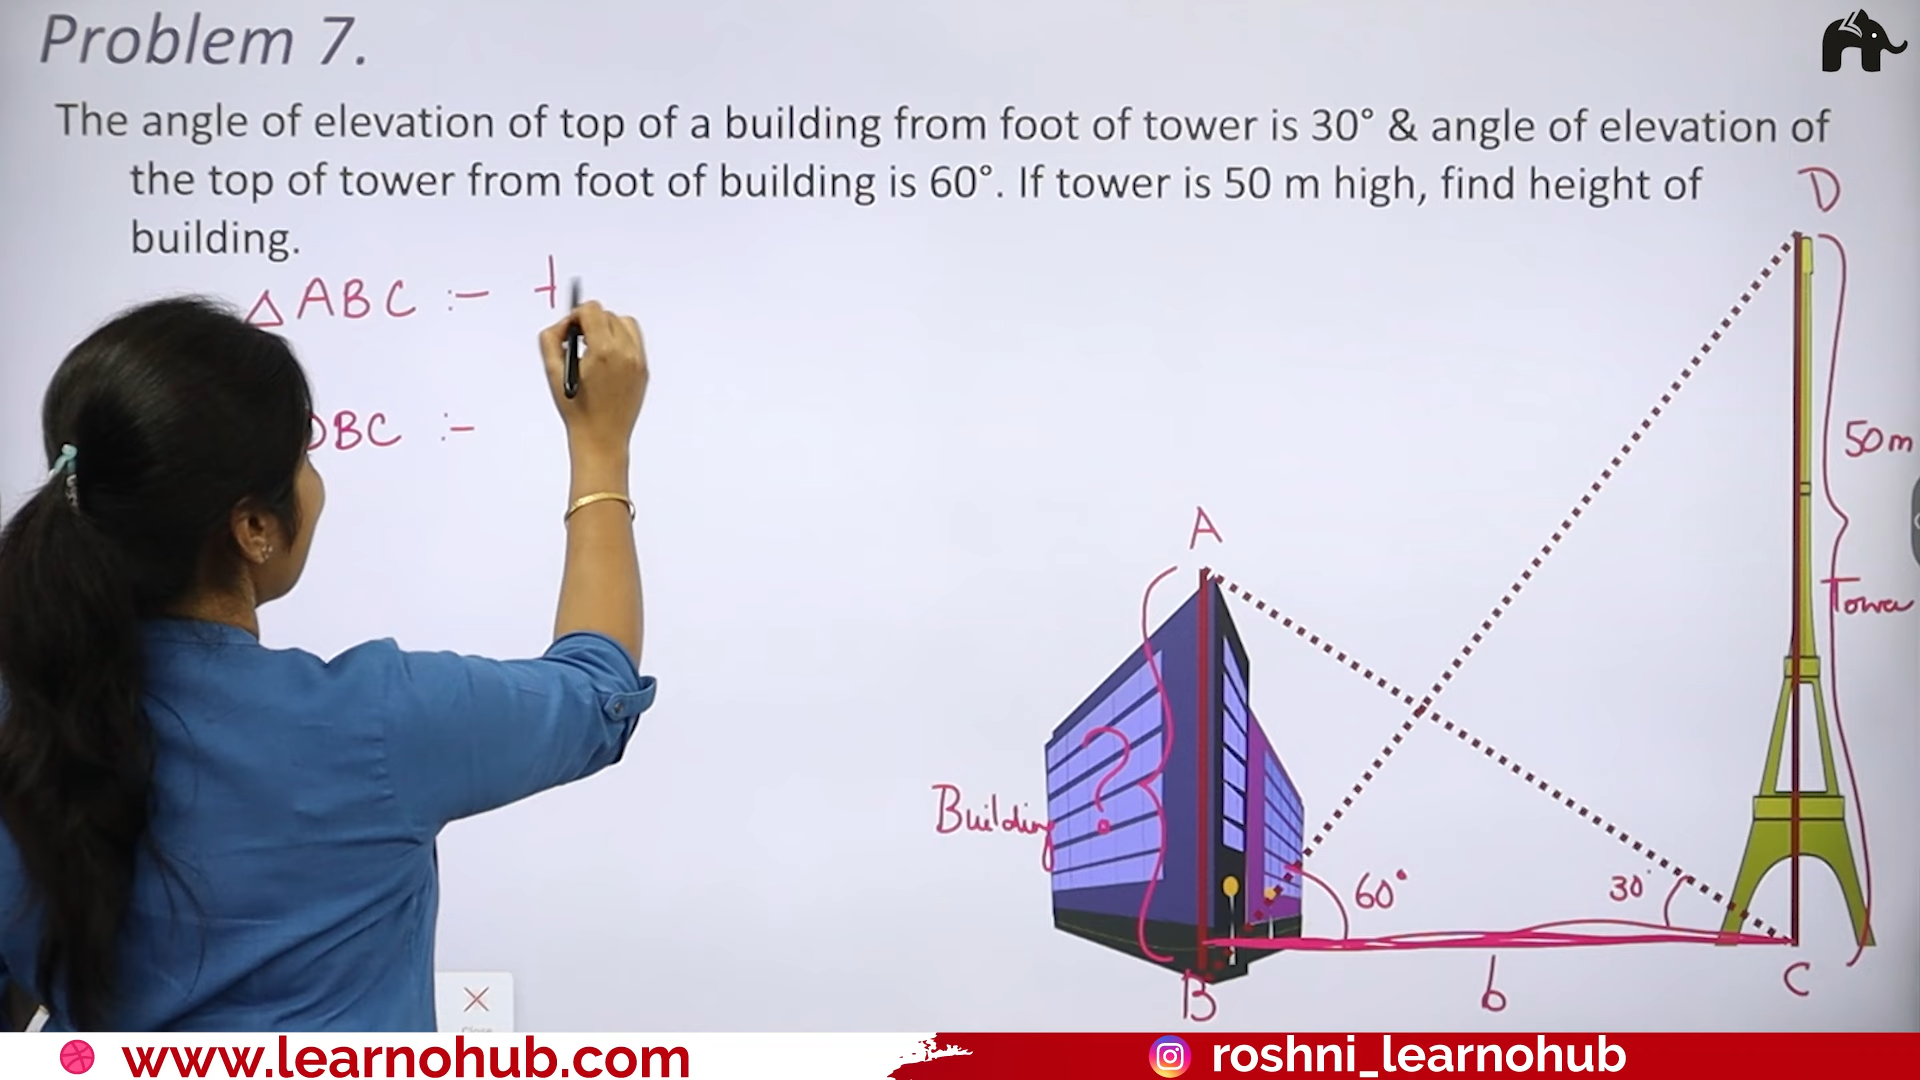 Problem 7.
The angle of elevation of top of a building from foot of tower is 30° & angle of elevation of
the top of tower from foot of building is 60°. If tower is 50 m high, find height of
building.
D
△ABC :- t
BC :-
50m
A
Tower
Building
?
60°
30°
B
b
C
Close
www.learnohub.com
roshni_learnohub